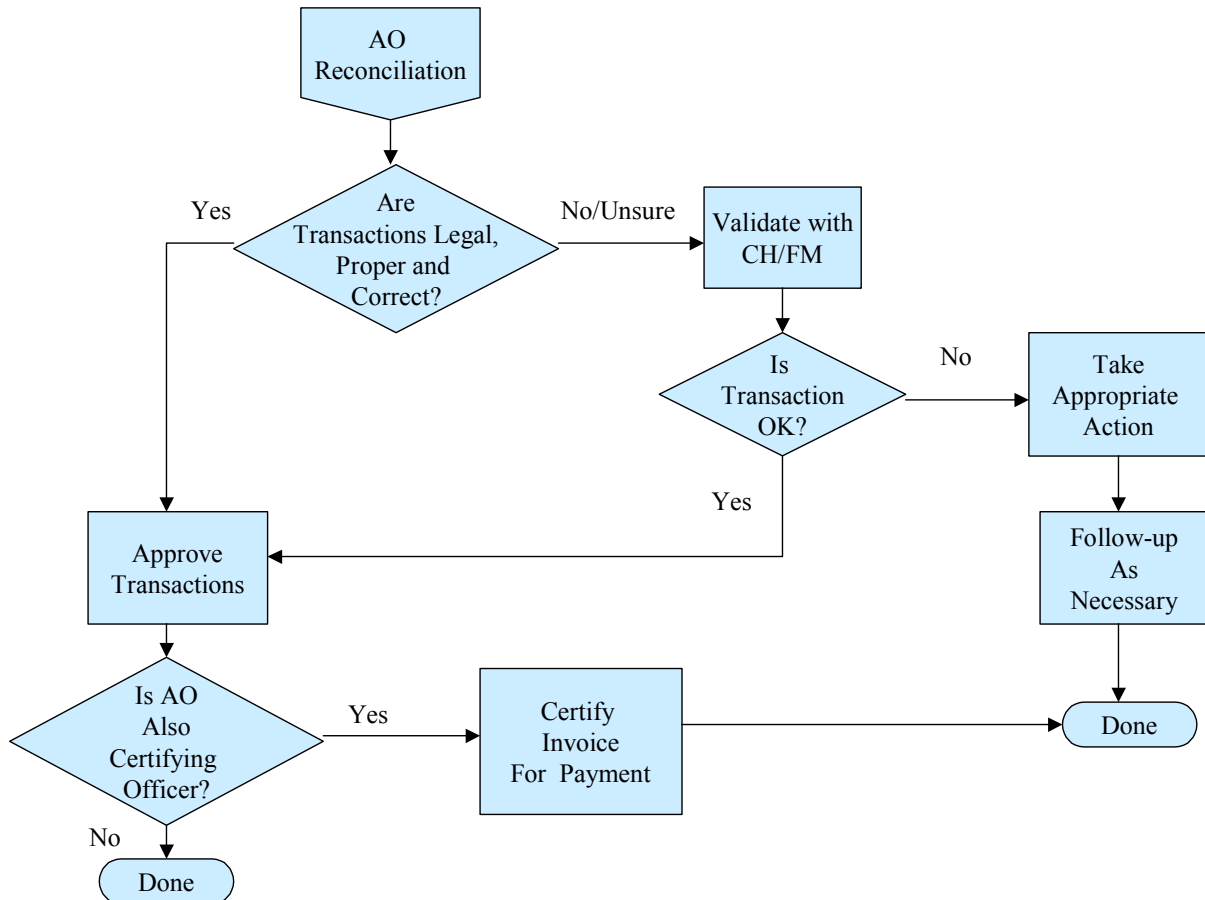 AO
Reconciliation
Yes
Are
Transactions Legal,
Proper and
Correct?
No/Unsure
Validate with
CH/FM
Is
Transaction
OK?
No
Take
Appropriate
Action
Yes
Approve
Transactions
Follow-up
As
Necessary
Is AO
Also
Certifying
Officer?
Yes
Certify
Invoice
For Payment
Done
No
Done